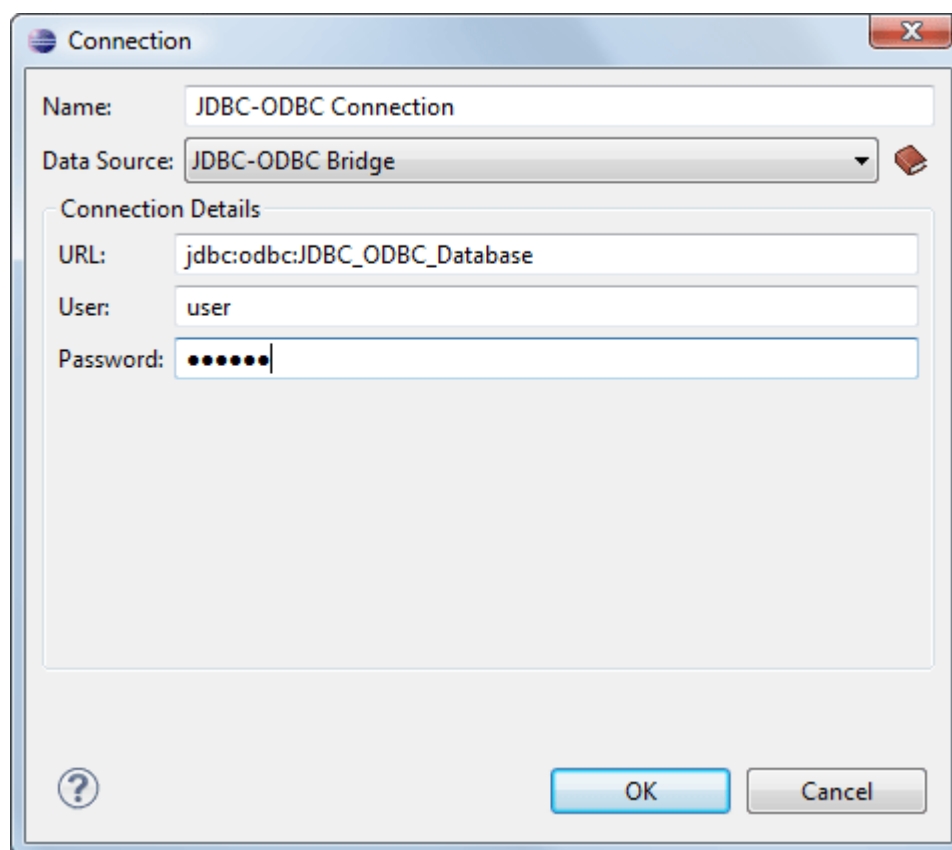 Connection
Name: JDBC-ODBC Connection
Data Source: JDBC-ODBC Bridge
Connection Details
URL: jdbc:odbc:JDBC_ODBC_Database
User: user
Password: ••••••
? OK Cancel